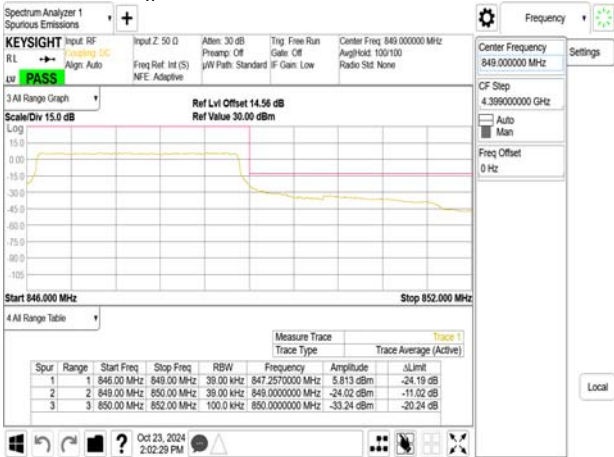 Spectrum Analyzer 1
Spurious Emissions
Frequency
KEYSIGHT Input: RF Input Z: 50 Ω Atten: 30 dB Trig: Free Run Center Freq: 849.000000 MHz
RL Coupling: DC Preamp: Off Gate: Off Avg|Hold: 100/100
Align: Auto Freq Ref: Int (S) µW Path: Standard IF Gain: Low Radio Std: None
LXI PASS NFE: Adaptive
Center Frequency
849.000000 MHz
Settings
CF Step
4.399000000 GHz
Auto
Man
Freq Offset
0 Hz
Local
3 All Range Graph
Ref Lvl Offset 14.56 dB
Scale/Div 15.0 dB Ref Value 30.00 dBm
Log
15.0
0.00
-15.0
-30.0
-45.0
-60.0
-75.0
-90.0
-105
Start 846.000 MHz Stop 852.000 MHz
4 All Range Table
Measure Trace Trace 1
Trace Type Trace Average (Active)
Spur Range Start Freq Stop Freq RBW Frequency Amplitude ΔLimit
1 1 846.00 MHz 849.00 MHz 39.00 kHz 847.2570000 MHz 5.813 dBm -24.19 dB
2 2 849.00 MHz 850.00 MHz 39.00 kHz 849.0000000 MHz -24.02 dBm -11.02 dB
3 3 850.00 MHz 852.00 MHz 100.0 kHz 850.0000000 MHz -33.24 dBm -20.24 dB
Oct 23, 2024
2:02:29 PM